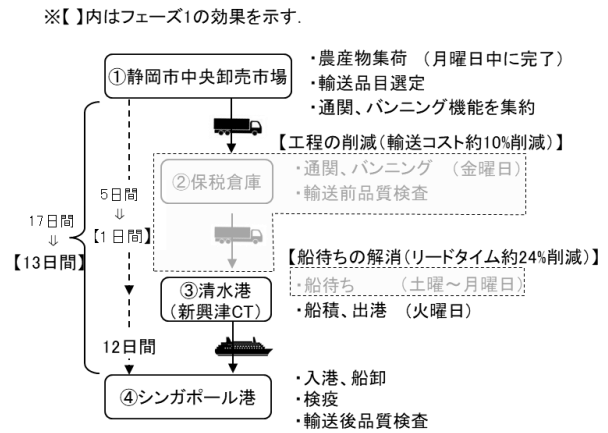 ※【 】内はフェーズ1の効果を示す.
①静岡市中央卸売市場
・農産物集荷 （月曜日中に完了）
・輸送品目選定
・通関、バンニング機能を集約
【工程の削減（輸送コスト約10%削減）】
②保税倉庫
・通関、バンニング （金曜日）
・輸送前品質検査
5日間
⇓
【1日間】
17日間
⇓
【13日間】
【船待ちの解消（リードタイム約24%削減）】
③清水港
(新興津CT)
・船待ち （土曜～月曜日）
・船積、出港 （火曜日）
12日間
④シンガポール港
・入港、船卸
・検疫
・輸送後品質検査